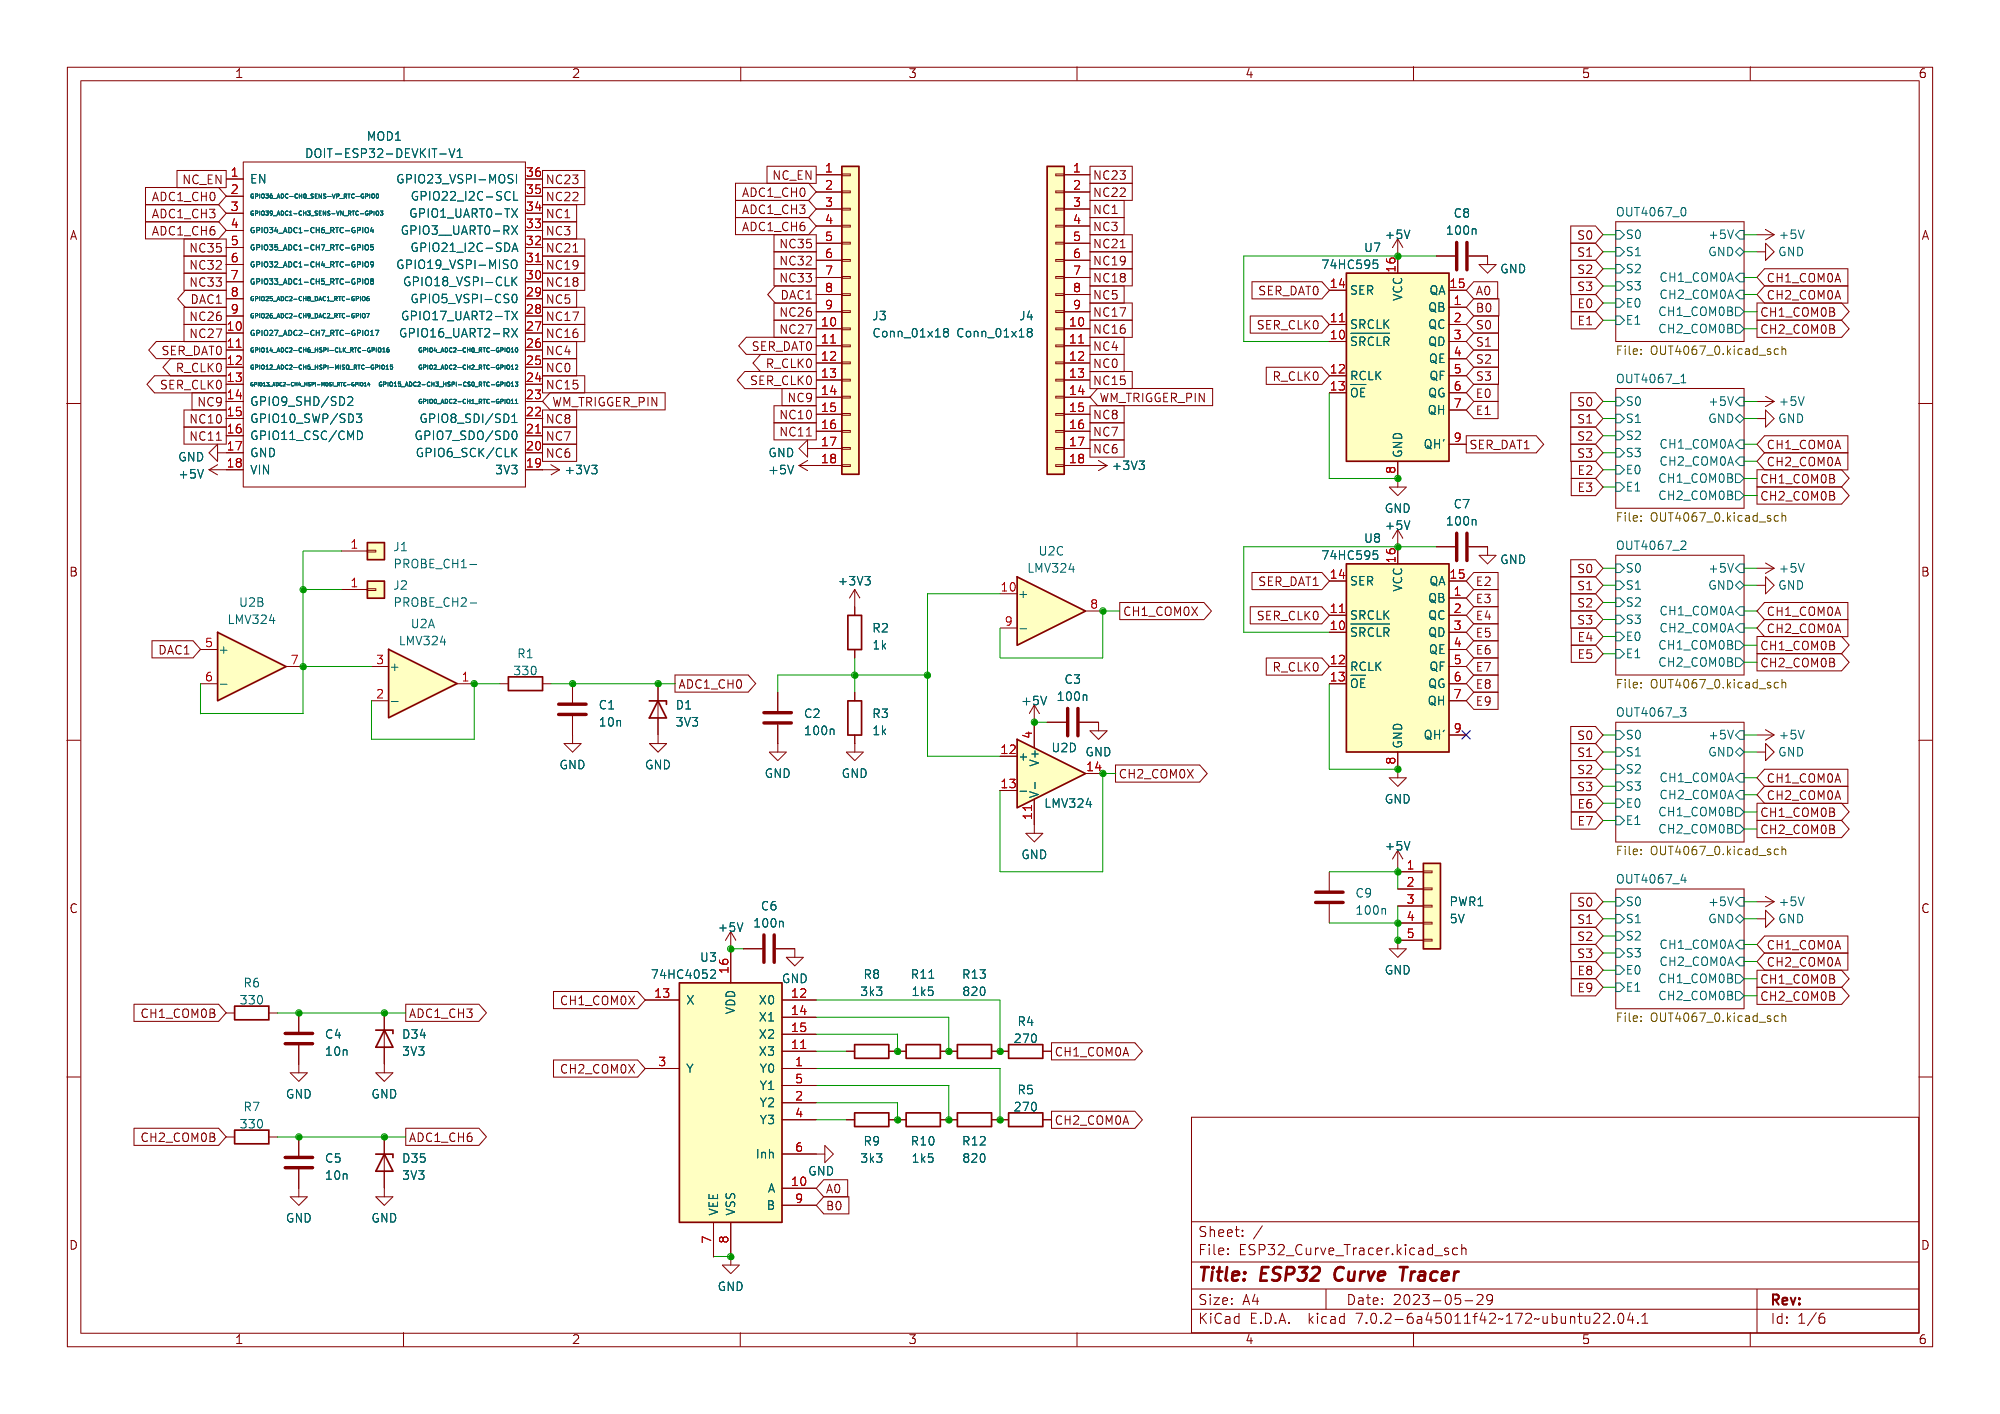 1 2 3 4 5 6
A
B
C
D
MOD1
DOIT-ESP32-DEVKIT-V1
NC_EN 1 EN
ADC1_CH0 2 GPIO36_ADC-CH0_SENS-VP_RTC-GPIO0
ADC1_CH3 3 GPIO39_ADC1-CH3_SENS-VN_RTC-GPIO3
ADC1_CH6 4 GPIO34_ADC1-CH6_RTC-GPIO4
NC35 5 GPIO35_ADC1-CH7_RTC-GPIO5
NC32 6 GPIO32_ADC1-CH4_RTC-GPIO9
NC33 7 GPIO33_ADC1-CH5_RTC-GPIO8
DAC1 8 GPIO25_ADC2-CH8_DAC1_RTC-GPIO6
NC26 9 GPIO26_ADC2-CH9_DAC2_RTC-GPIO7
NC27 10 GPIO27_ADC2-CH7_RTC-GPIO17
SER_DAT0 11 GPIO14_ADC2-CH6_HSPI-CLK_RTC-GPIO16
R_CLK0 12 GPIO12_ADC2-CH5_HSPI-MISO_RTC-GPIO15
SER_CLK0 13 GPIO13_ADC2-CH4_HSPI-MOSI_RTC-GPIO14
NC9 14 GPIO9_SHD/SD2
NC10 15 GPIO10_SWP/SD3
NC11 16 GPIO11_CSC/CMD
GND 17 GND
+5V 18 VIN
GPIO23_VSPI-MOSI 36 NC23
GPIO22_I2C-SCL 35 NC22
GPIO1_UART0-TX 34 NC1
GPIO3__UART0-RX 33 NC3
GPIO21_I2C-SDA 32 NC21
GPIO19_VSPI-MISO 31 NC19
GPIO18_VSPI-CLK 30 NC18
GPIO5_VSPI-CS0 29 NC5
GPIO17_UART2-TX 28 NC17
GPIO16_UART2-RX 27 NC16
GPIO4_ADC2-CH0_RTC-GPIO10 26 NC4
GPIO2_ADC2-CH2_RTC-GPIO12 25 NC0
GPIO15_ADC2-CH3_HSPI-CS0_RTC-GPIO13 24 NC15
GPIO0_ADC2-CH1_RTC-GPIO11 23 WM_TRIGGER_PIN
GPIO8_SDI/SD1 22 NC8
GPIO7_SDO/SD0 21 NC7
GPIO6_SCK/CLK 20 NC6
3V3 19 +3V3
NC_EN 1
ADC1_CH0 2
ADC1_CH3 3
ADC1_CH6 4
NC35 5
NC32 6
NC33 7
DAC1 8
NC26 9
NC27 10
SER_DAT0 11
R_CLK0 12
SER_CLK0 13
NC9 14
NC10 15
NC11 16
GND 17
+5V 18
J3
Conn_01x18
J4
Conn_01x18
1 NC23
2 NC22
3 NC1
4 NC3
5 NC21
6 NC19
7 NC18
8 NC5
9 NC17
10 NC16
11 NC4
12 NC0
13 NC15
14 WM_TRIGGER_PIN
15 NC8
16 NC7
17 NC6
18 +3V3
C8
100n
+5V
GND
U7
74HC595
16 VCC
SER_DAT0 14 SER
SER_CLK0 11 SRCLK
10 SRCLR
R_CLK0 12 RCLK
13 OE
QA 15 A0
QB 1 B0
QC 2 S0
QD 3 S1
QE 4 S2
QF 5 S3
QG 6 E0
QH 7 E1
QH' 9 SER_DAT1
GND 8
GND
C7
100n
+5V
GND
U8
74HC595
16 VCC
SER_DAT1 14 SER
SER_CLK0 11 SRCLK
10 SRCLR
R_CLK0 12 RCLK
13 OE
QA 15 E2
QB 1 E3
QC 2 E4
QD 3 E5
QE 4 E6
QF 5 E7
QG 6 E8
QH 7 E9
QH' 9
GND 8
GND
+5V
C9
100n
1
2
3
4
5
PWR1
5V
GND
OUT4067_0
S0 S0 +5V +5V
S1 S1 GND GND
S2 S2 CH1_COM0A CH1_COM0A
S3 S3 CH2_COM0A CH2_COM0A
E0 E0 CH1_COM0B CH1_COM0B
E1 E1 CH2_COM0B CH2_COM0B
File: OUT4067_0.kicad_sch
OUT4067_1
S0 S0 +5V +5V
S1 S1 GND GND
S2 S2 CH1_COM0A CH1_COM0A
S3 S3 CH2_COM0A CH2_COM0A
E2 E0 CH1_COM0B CH1_COM0B
E3 E1 CH2_COM0B CH2_COM0B
File: OUT4067_0.kicad_sch
OUT4067_2
S0 S0 +5V +5V
S1 S1 GND GND
S2 S2 CH1_COM0A CH1_COM0A
S3 S3 CH2_COM0A CH2_COM0A
E4 E0 CH1_COM0B CH1_COM0B
E5 E1 CH2_COM0B CH2_COM0B
File: OUT4067_0.kicad_sch
OUT4067_3
S0 S0 +5V +5V
S1 S1 GND GND
S2 S2 CH1_COM0A CH1_COM0A
S3 S3 CH2_COM0A CH2_COM0A
E6 E0 CH1_COM0B CH1_COM0B
E7 E1 CH2_COM0B CH2_COM0B
File: OUT4067_0.kicad_sch
OUT4067_4
S0 S0 +5V +5V
S1 S1 GND GND
S2 S2 CH1_COM0A CH1_COM0A
S3 S3 CH2_COM0A CH2_COM0A
E8 E0 CH1_COM0B CH1_COM0B
E9 E1 CH2_COM0B CH2_COM0B
File: OUT4067_0.kicad_sch
1 J1
PROBE_CH1-
1 J2
PROBE_CH2-
U2B
LMV324
DAC1 5 + 7
6 -
U2A
LMV324
3 + 1
2 -
R1
330
ADC1_CH0
C1
10n
D1
3V3
GND GND
+3V3
R2
1k
C2
100n
R3
1k
GND GND
U2C
LMV324
10 + 8 CH1_COM0X
9 -
C3
100n
+5V
GND
U2D
LMV324
4 V+
12 + 14 CH2_COM0X
13 -
V- 11
GND
R6
330
CH1_COM0B ADC1_CH3
C4
10n
D34
3V3
GND GND
R7
330
CH2_COM0B ADC1_CH6
C5
10n
D35
3V3
GND GND
C6
100n
+5V
GND
U3
74HC4052
16 VDD
CH1_COM0X 13 X
CH2_COM0X 3 Y
X0 12
X1 14
X2 15
X3 11
Y0 1
Y1 5
Y2 2
Y3 4
Inh 6 GND
A 10 A0
B 9 B0
VEE VSS
7 8
GND
R8 R11 R13
3k3 1k5 820
R4
270
CH1_COM0A
R5
270
CH2_COM0A
R9 R10 R12
3k3 1k5 820
Sheet: /
File: ESP32_Curve_Tracer.kicad_sch
Title: ESP32 Curve Tracer
Size: A4 Date: 2023-05-29 Rev:
KiCad E.D.A. kicad 7.0.2-6a45011f42~172~ubuntu22.04.1 Id: 1/6
A
B
C
D
1 2 3 4 5 6